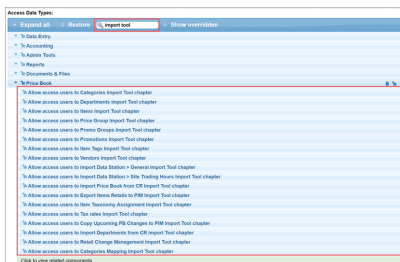 Access Data Types:
Expand all Restore import tool Show overridden
Data Entry
Accounting
Admin Tools
Reports
Documents & Files
Price Book
Allow access users to Categories Import Tool chapter
Allow access users to Departments Import Tool chapter
Allow access users to Items Import Tool chapter
Allow access users to Price Group Import Tool chapter
Allow access users to Promo Groups Import Tool chapter
Allow access users to Promotions Import Tool chapter
Allow access users to Item Tags Import Tool chapter
Allow access users to Vendors Import Tool chapter
Allow access users to Import Data Station > General Import Tool chapter
Allow access users to Import Data Station > Site Trading Hours Import Tool chapter
Allow access users to Import Price Book from CR Import Tool chapter
Allow access users to Export Items Retails to PIM Import Tool chapter
Allow access users to Item Taxonomy Assignment Import Tool chapter
Allow access users to Tax rates Import Tool chapter
Allow access users to Copy Upcoming PB Changes to PIM Import Tool chapter
Allow access users to Import Departments from CR Import Tool chapter
Allow access users to Retail Change Management Import Tool chapter
Allow access users to Categories Mapping Import Tool chapter
Click to view related components